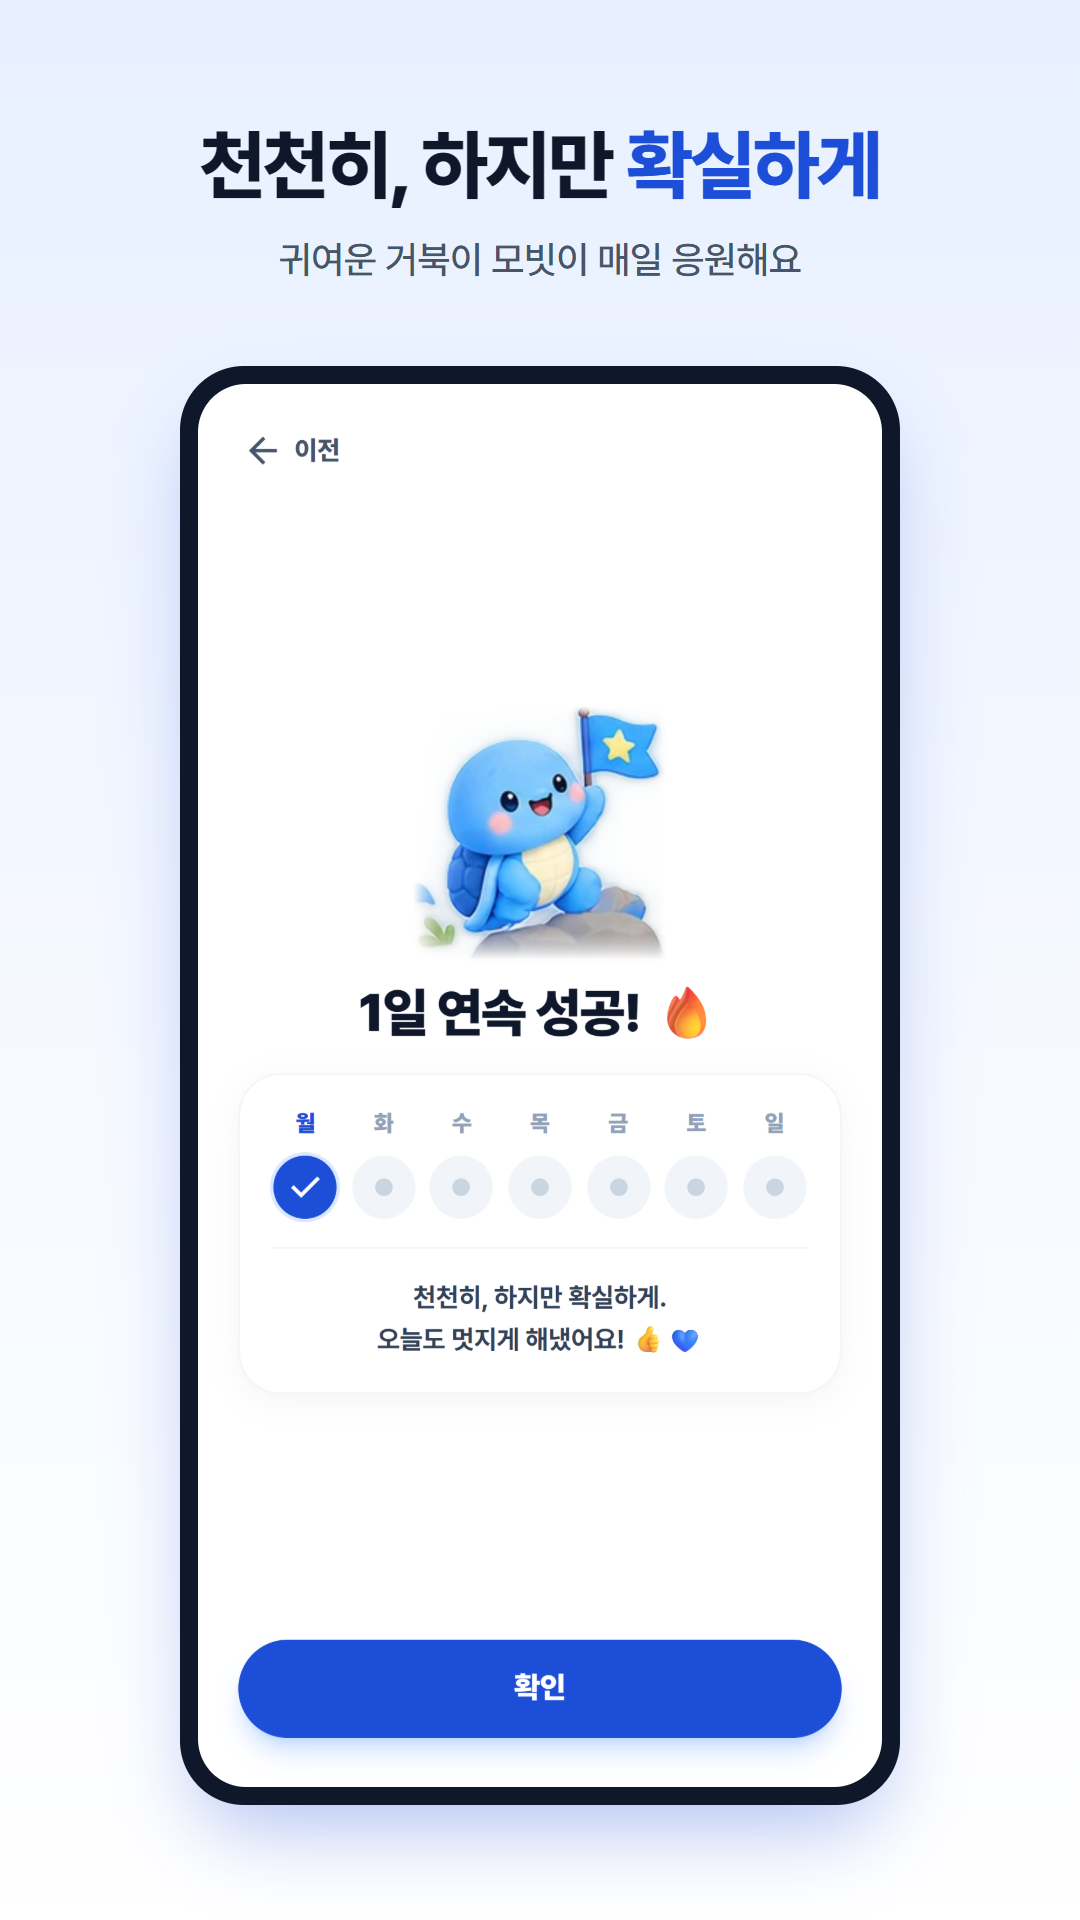 천천히, 하지만 확실하게
귀여운 거북이 모빗이 매일 응원해요
이전
1일 연속 성공! 🔥
월 화 수 목 금 토 일
천천히, 하지만 확실하게.
오늘도 멋지게 해냈어요! 👍 💙
확인